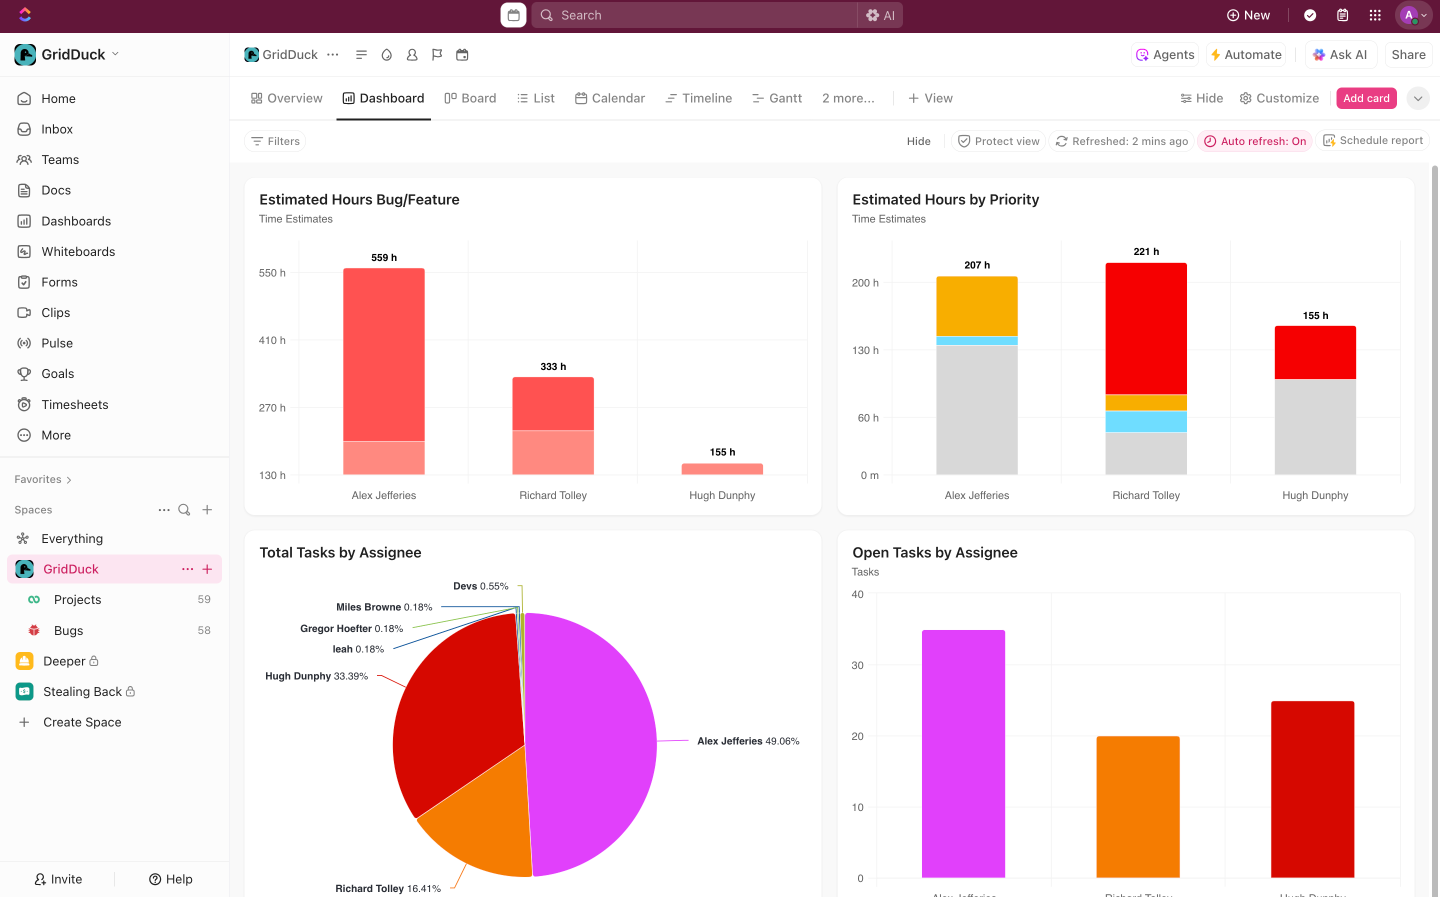 Search
AI
New
A
GridDuck
Home
Inbox
Teams
Docs
Dashboards
Whiteboards
Forms
Clips
Pulse
Goals
Timesheets
More
Favorites
Spaces
Everything
GridDuck
Projects 59
Bugs 58
Deeper
Stealing Back
Create Space
Invite
Help
GridDuck
Agents
Automate
Ask AI
Share
Overview
Dashboard
Board
List
Calendar
Timeline
Gantt
2 more...
View
Hide
Customize
Add card
Filters
Hide
Protect view
Refreshed: 2 mins ago
Auto refresh: On
Schedule report
Estimated Hours Bug/Feature
Time Estimates
550 h
410 h
270 h
130 h
559 h
333 h
155 h
Alex Jefferies
Richard Tolley
Hugh Dunphy
Estimated Hours by Priority
Time Estimates
200 h
130 h
60 h
0 m
207 h
221 h
155 h
Alex Jefferies
Richard Tolley
Hugh Dunphy
Total Tasks by Assignee
Devs 0.55%
Miles Browne 0.18%
Gregor Hoefter 0.18%
leah 0.18%
Hugh Dunphy 33.39%
Alex Jefferies 49.06%
Richard Tolley 16.41%
Open Tasks by Assignee
Tasks
40
30
20
10
0
Alex Jefferies
Richard Tolley
Hugh Dunphy